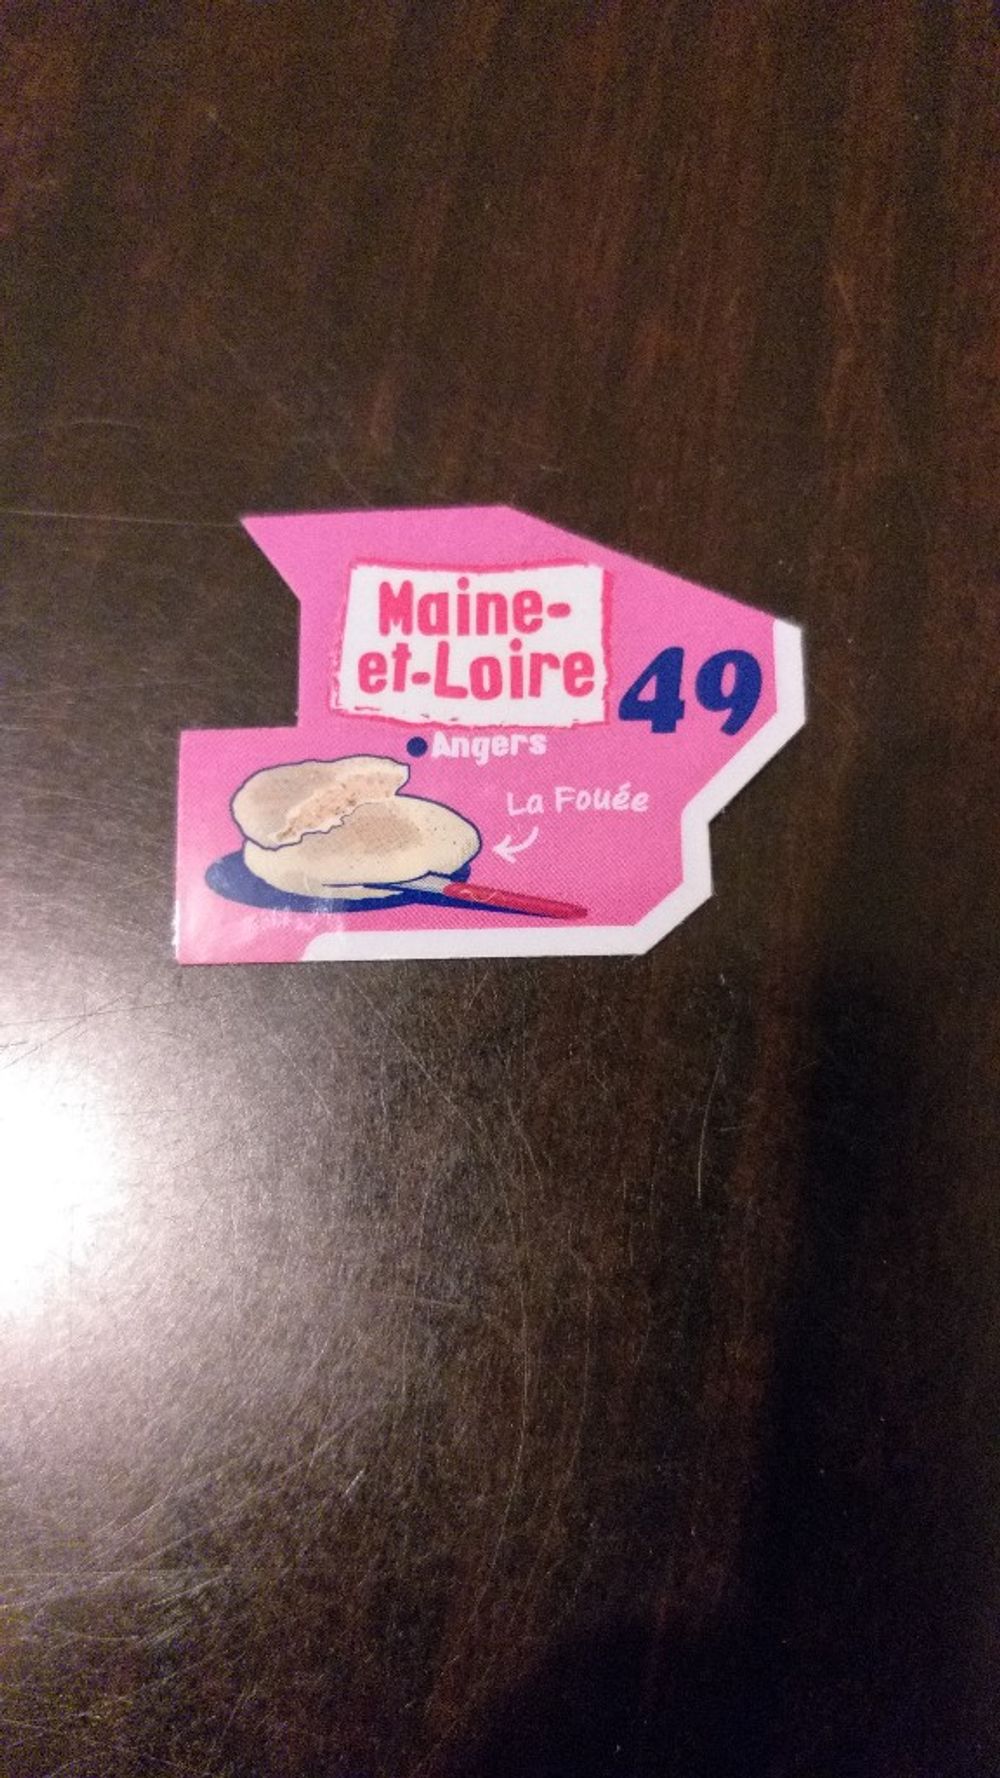 Maine-
et-Loire
49
Angers
La Fouée